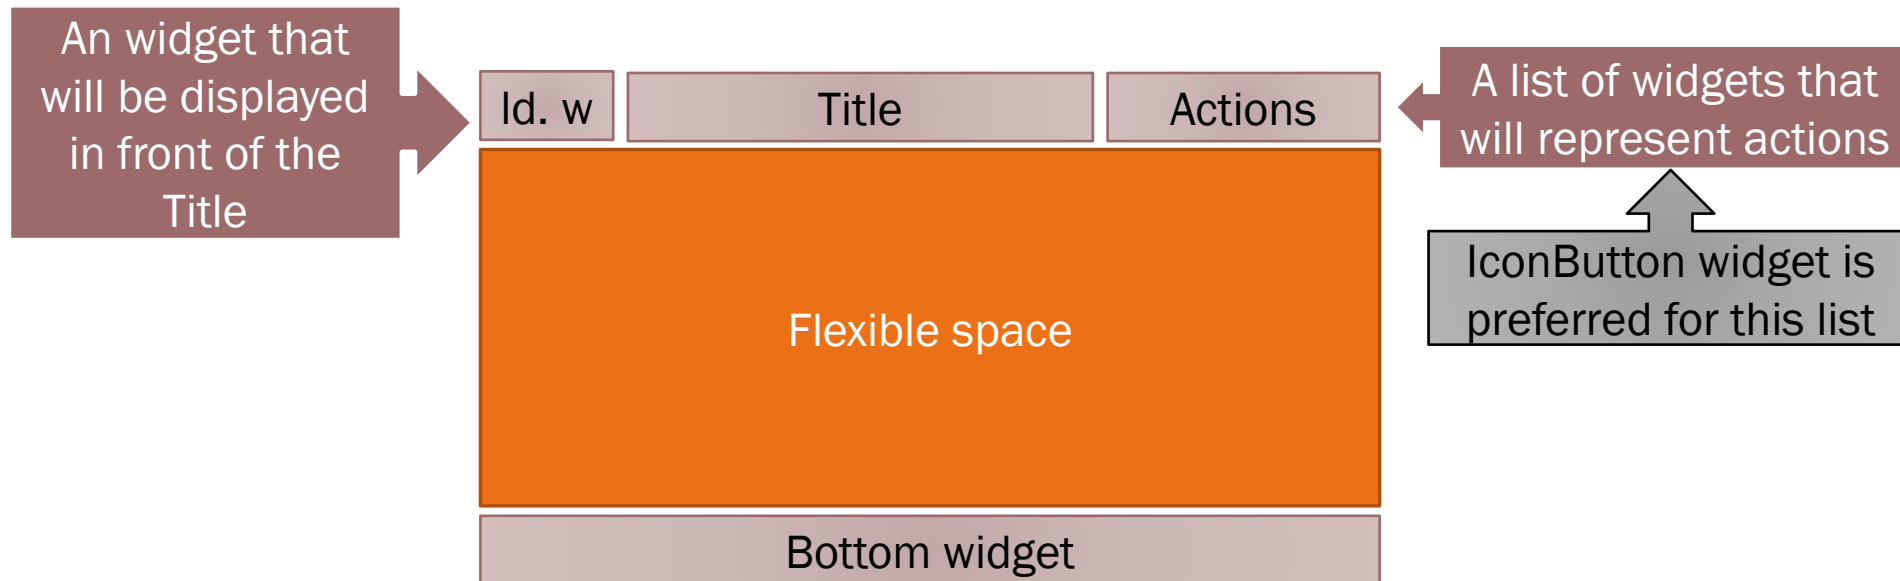 An widget that
will be displayed
in front of the
Title
Id. w
Title
Actions
A list of widgets that
will represent actions
IconButton widget is
preferred for this list
Flexible space
Bottom widget